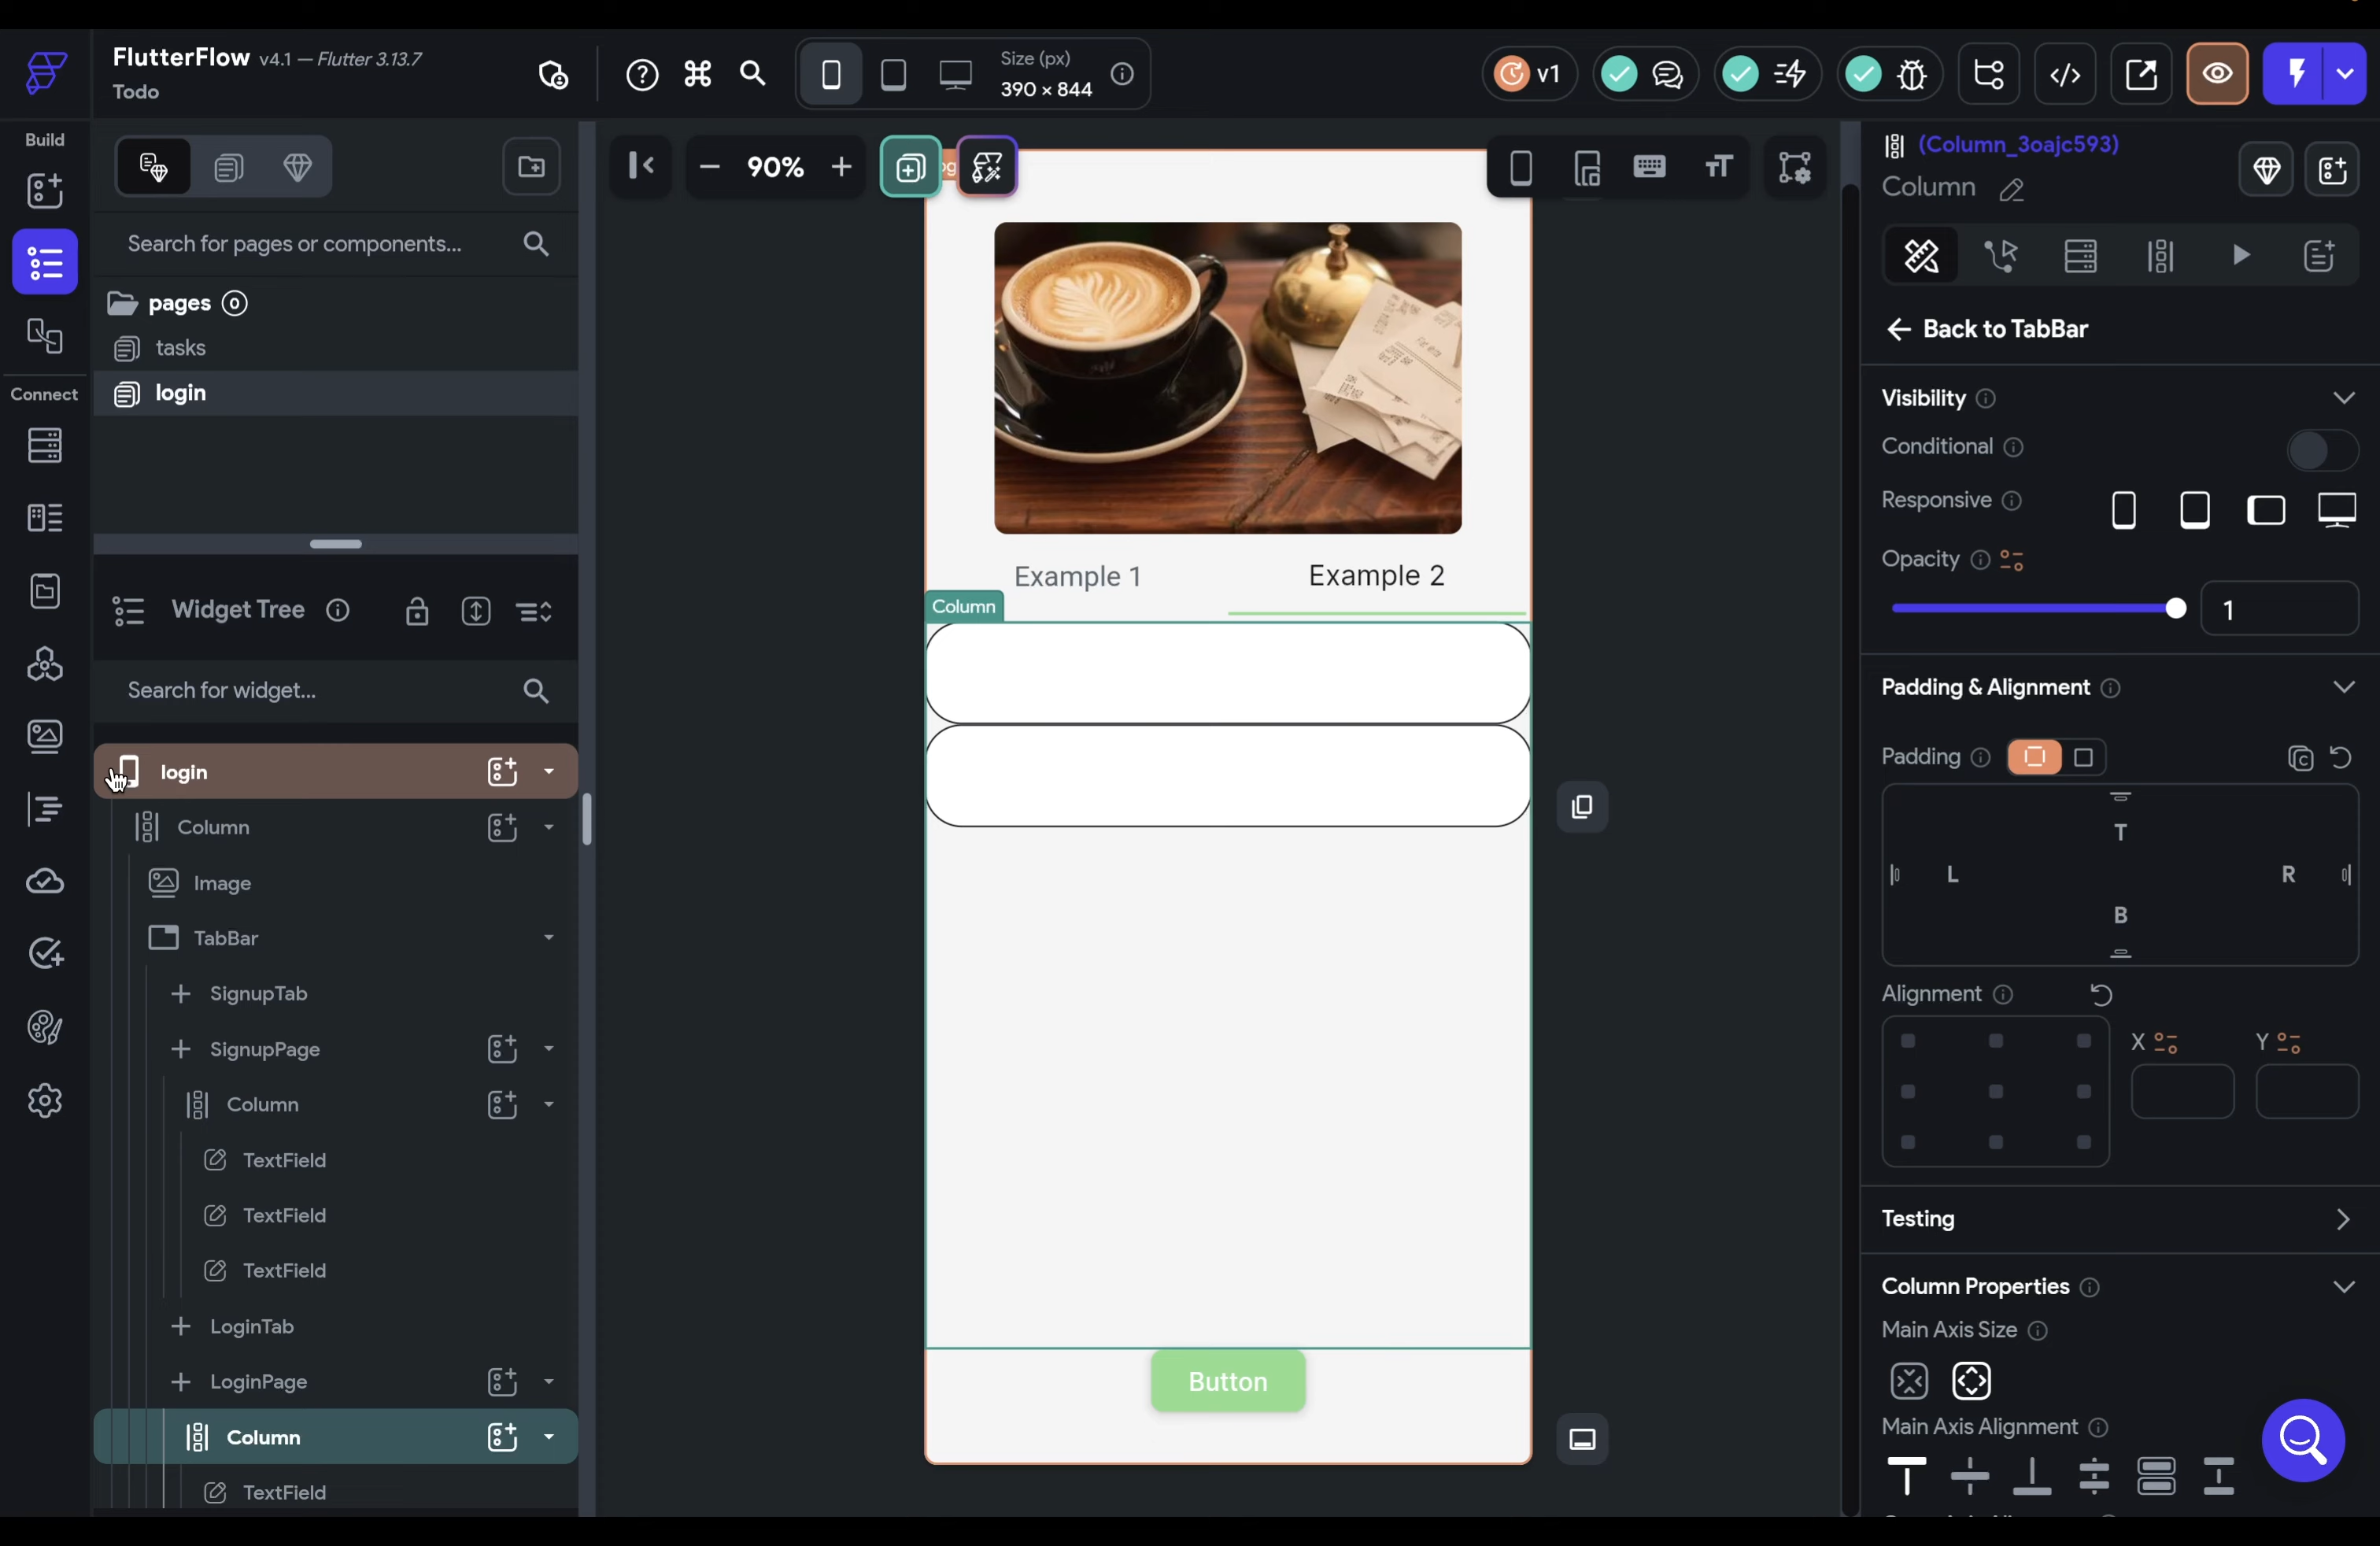 FlutterFlow v4.1 — Flutter 3.13.7
Todo
Size (px)
390 × 844
v1
Build
90%
(Column_3oajc593)
Column
Search for pages or components...
pages 0
tasks
login
Connect
Back to TabBar
Visibility
Conditional
Responsive
Opacity
1
Example 1
Example 2
Column
Widget Tree
Search for widget...
login
Column
Image
TabBar
SignupTab
SignupPage
Column
TextField
TextField
TextField
LoginTab
LoginPage
Column
TextField
Button
Padding & Alignment
Padding
T
L
R
B
Alignment
X
Y
Testing
Column Properties
Main Axis Size
Main Axis Alignment